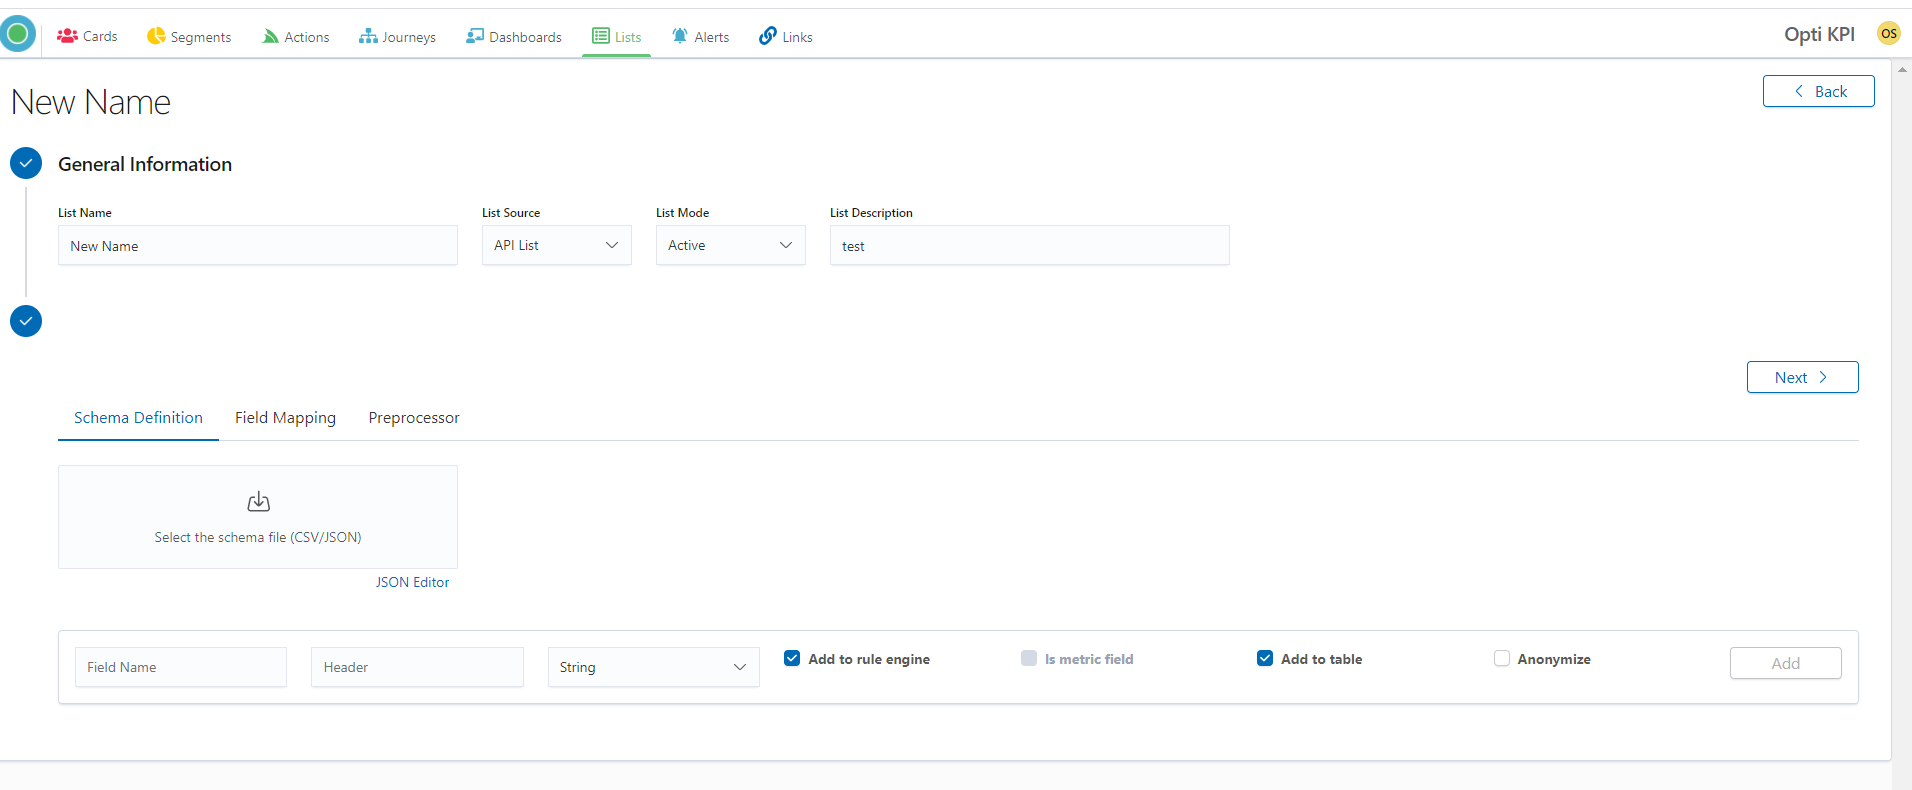 Cards Segments Actions Journeys Dashboards Lists Alerts Links Opti KPI OS
New Name
Back
General Information
List Name List Source List Mode List Description
New Name API List Active test
Next
Schema Definition Field Mapping Preprocessor
Select the schema file (CSV/JSON)
JSON Editor
Field Name Header String Add to rule engine Is metric field Add to table Anonymize Add